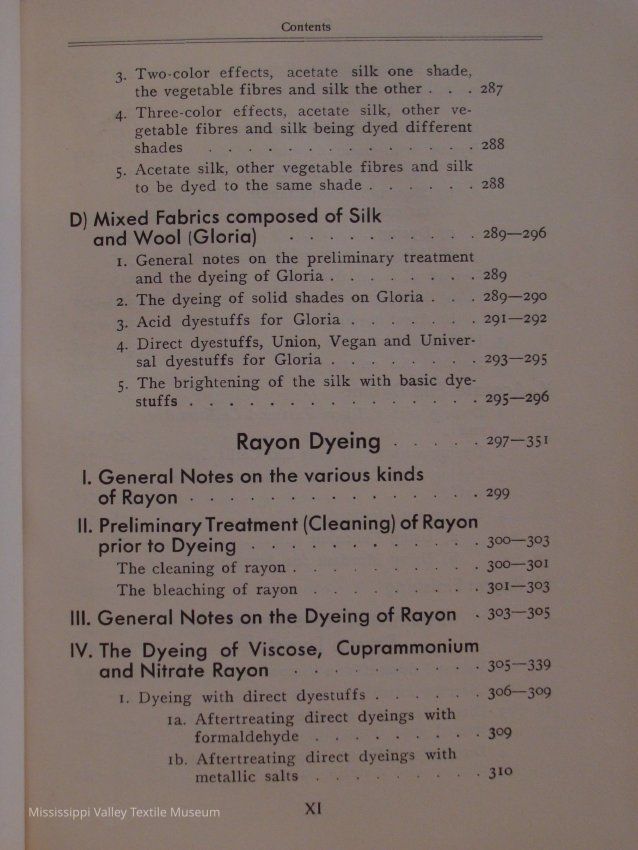 Contents
3. Two-color effects, acetate silk one shade,
the vegetable fibres and silk the other . . . 287
4. Three-color effects, acetate silk, other ve-
getable fibres and silk being dyed different
shades . . . . . . . . . . . . . 288
5. Acetate silk, other vegetable fibres and silk
to be dyed to the same shade . . . . . . 288
D) Mixed Fabrics composed of Silk
and Wool (Gloria) . . . . . . . . . . 289—296
1. General notes on the preliminary treatment
and the dyeing of Gloria . . . . . . . . 289
2. The dyeing of solid shades on Gloria . . . 289—290
3. Acid dyestuffs for Gloria . . . . . . . 291—292
4. Direct dyestuffs, Union, Vegan and Univer-
sal dyestuffs for Gloria . . . . . . . . 293—295
5. The brightening of the silk with basic dye-
stuffs . . . . . . . . . . . . . . . 295—296
Rayon Dyeing . . . . . 297—351
I. General Notes on the various kinds
of Rayon . . . . . . . . . . . . . . . 299
II. Preliminary Treatment (Cleaning) of Rayon
prior to Dyeing . . . . . . . . . . . . 300—303
The cleaning of rayon . . . . . . . . . . 300—301
The bleaching of rayon . . . . . . . . . 301—303
III. General Notes on the Dyeing of Rayon . 303—305
IV. The Dyeing of Viscose, Cuprammonium
and Nitrate Rayon . . . . . . . . . . 305—339
1. Dyeing with direct dyestuffs . . . . . . 306—309
1a. Aftertreating direct dyeings with
formaldehyde . . . . . . . . . 309
1b. Aftertreating direct dyeings with
metallic salts . . . . . . . . . 310
XI
Mississippi Valley Textile Museum